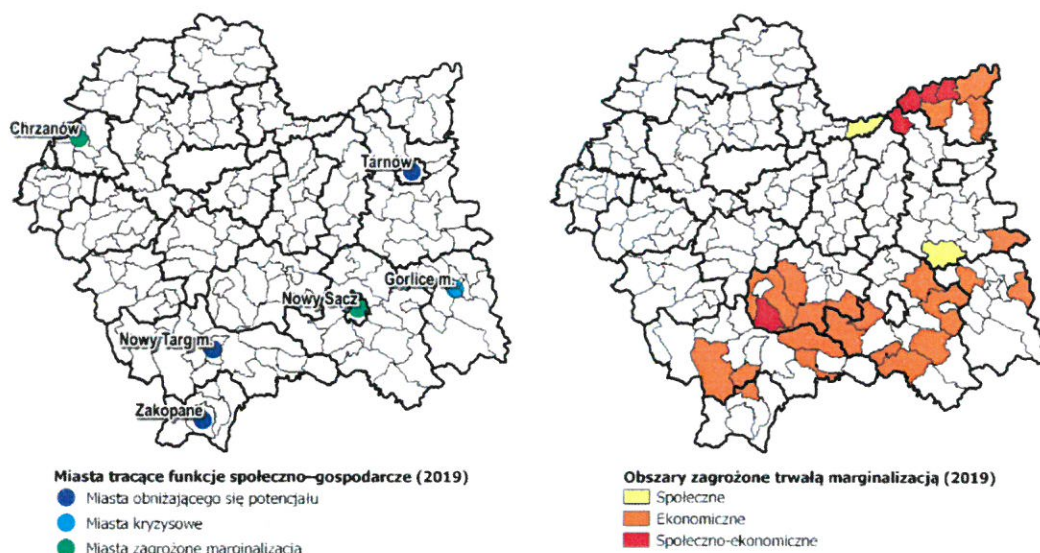 Chrzanów
Tarnów
Gorlice m.
Nowy Sącz
Nowy Targ m.
Zakopane
Miasta tracące funkcje społeczno-gospodarcze (2019)
Miasta obniżającego się potencjału
Miasta kryzysowe
Miasta zagrożone marginalizacją
Obszary zagrożone trwałą marginalizacją (2019)
Społeczne
Ekonomiczne
Społeczno-ekonomiczne